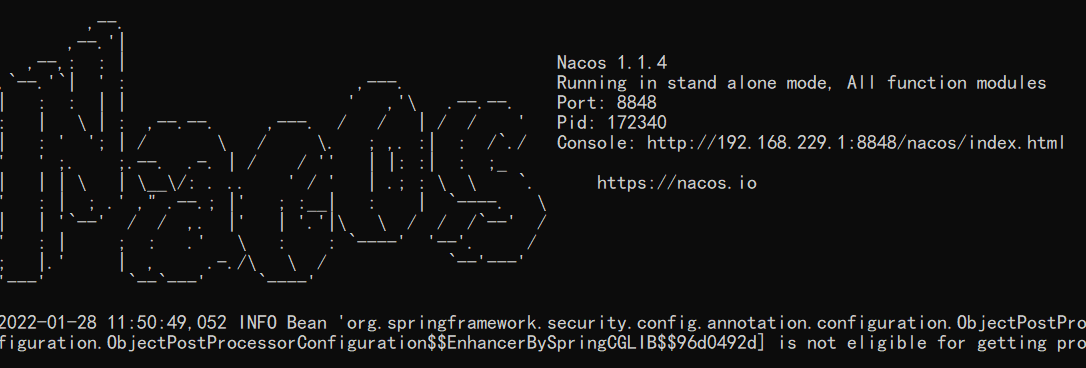 Nacos 1.1.4
Running in stand alone mode, All function modules
Port: 8848
Pid: 172340
Console: http://192.168.229.1:8848/nacos/index.html
https://nacos.io
2022-01-28 11:50:49,052 INFO Bean 'org.springframework.security.config.annotation.configuration.ObjectPostPro
figuration.ObjectPostProcessorConfiguration$$EnhancerBySpringCGLIB$$96d0492d] is not eligible for getting pro